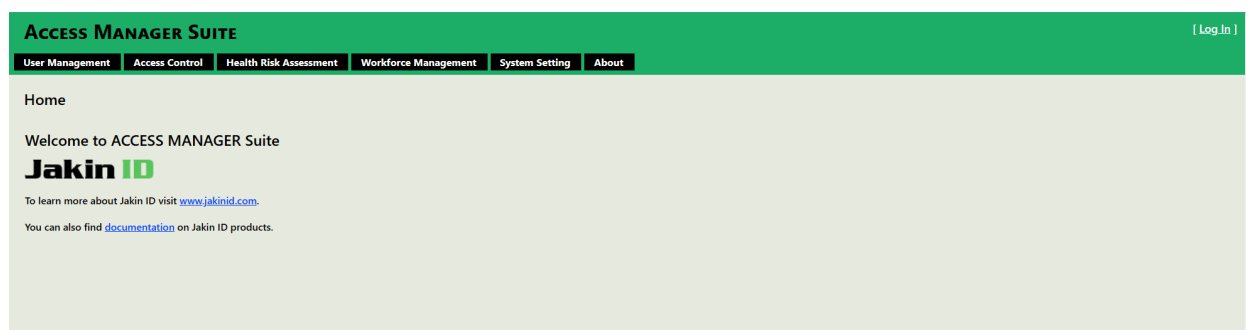 ACCESS MANAGER SUITE
[ Log In ]
User Management Access Control Health Risk Assessment Workforce Management System Setting About
Home
Welcome to ACCESS MANAGER Suite
Jakin ID
To learn more about Jakin ID visit www.jakinid.com.
You can also find documentation on Jakin ID products.